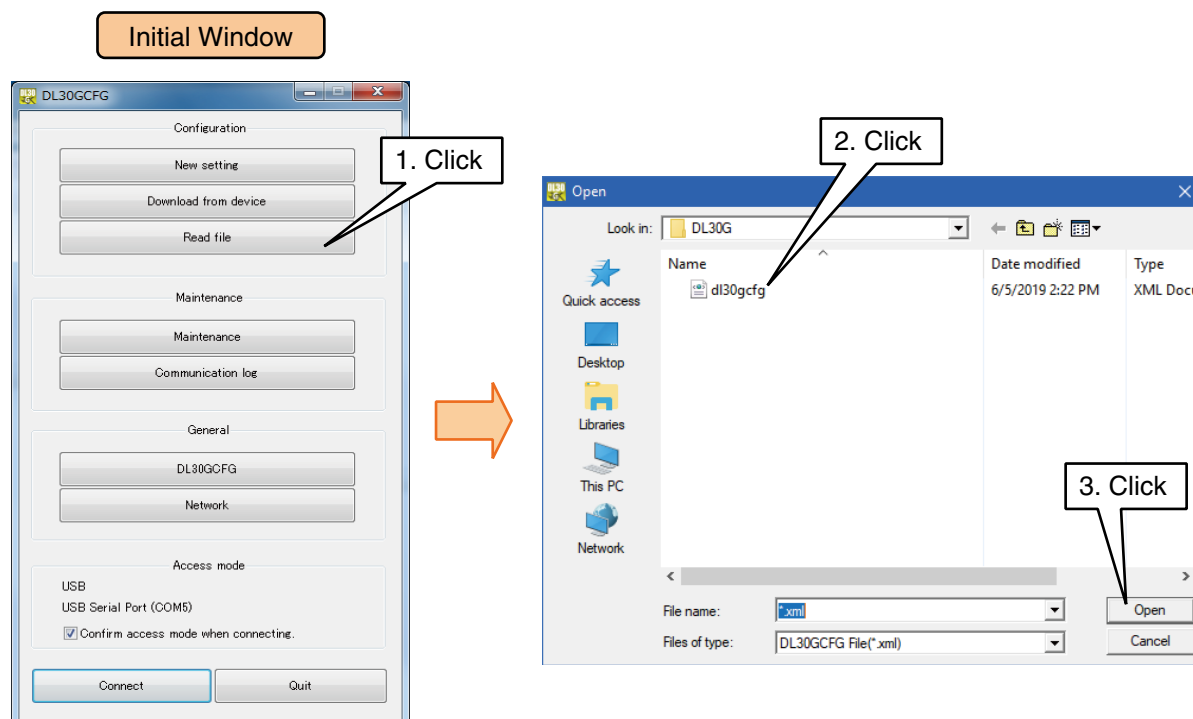 Initial Window
DL30GCFG
Configuration
New setting
Download from device
Read file
1. Click
Maintenance
Maintenance
Communication log
General
DL30GCFG
Network
Access mode
USB
USB Serial Port (COM5)
Confirm access mode when connecting.
Connect Quit
2. Click
Open
Look in: DL30G
Name Date modified Type
dl30gcfg 6/5/2019 2:22 PM XML Docu
Quick access
Desktop
Libraries
This PC
Network
3. Click
File name: *.xml Open
Files of type: DL30GCFG File(*.xml) Cancel